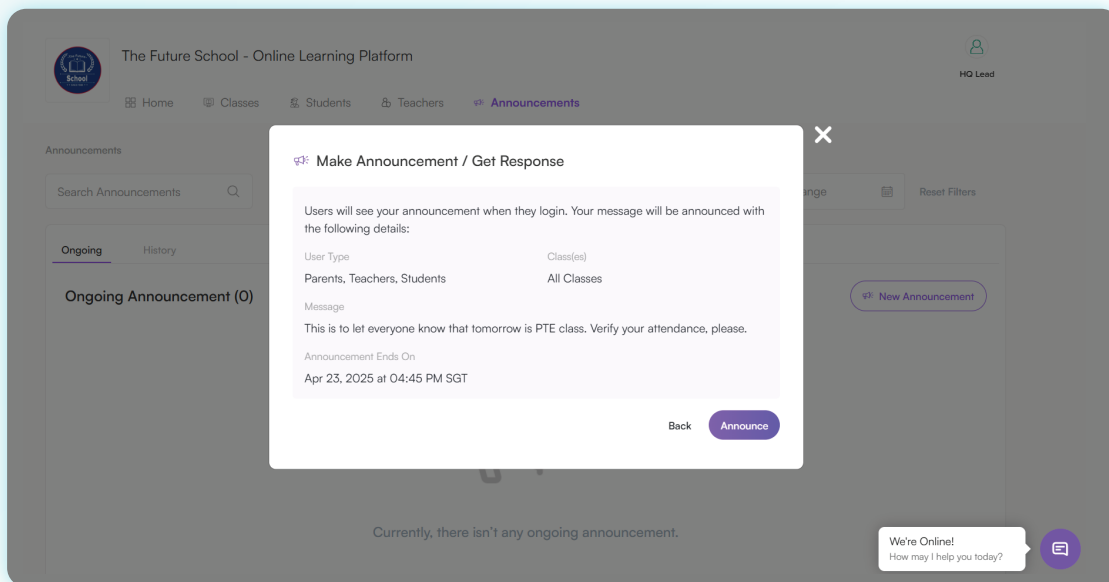 The Future School - Online Learning Platform
School
HQ Lead
Home Classes Students Teachers Announcements
Announcements
Search Announcements
Reset Filters
Ongoing History
Ongoing Announcement (0)
New Announcement
Make Announcement / Get Response
Users will see your announcement when they login. Your message will be announced with
the following details:
User Type Class(es)
Parents, Teachers, Students All Classes
Message
This is to let everyone know that tomorrow is PTE class. Verify your attendance, please.
Announcement Ends On
Apr 23, 2025 at 04:45 PM SGT
Back Announce
Currently, there isn't any ongoing announcement.
We're Online!
How may I help you today?